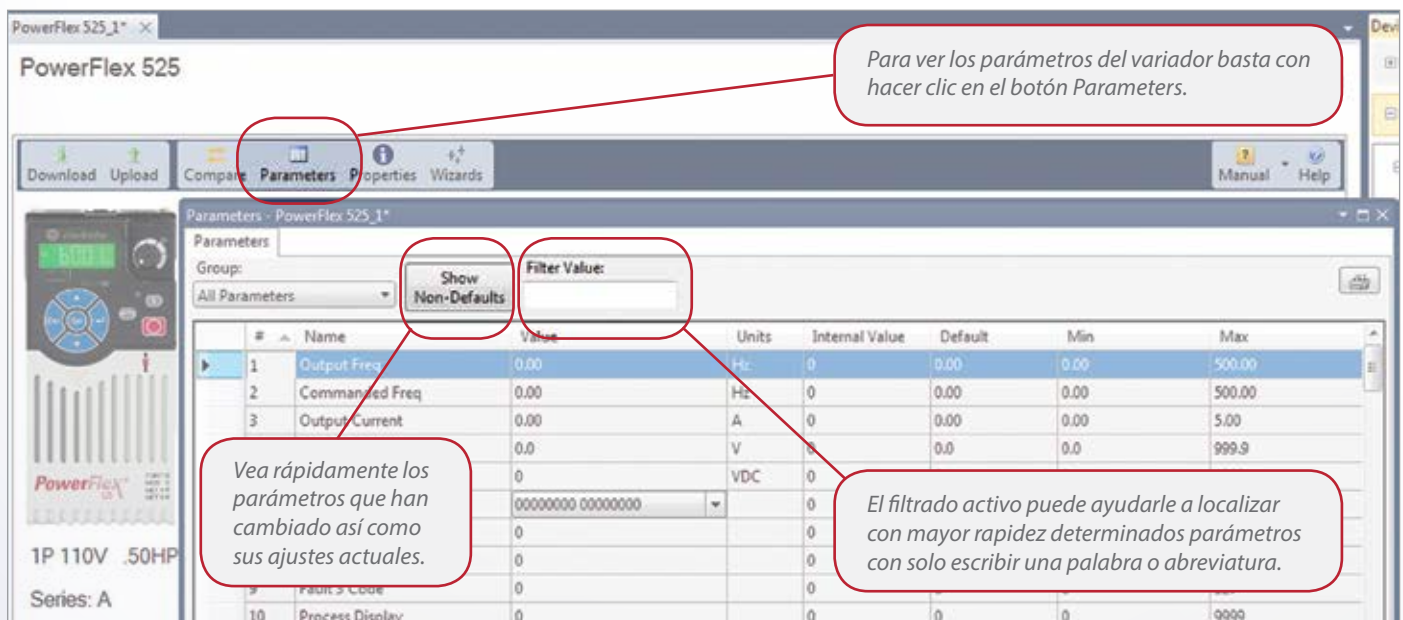 PowerFlex 525_1*
Devi
PowerFlex 525
Para ver los parámetros del variador basta con
hacer clic en el botón Parameters.
Download Upload Compare Parameters Properties Wizards Manual Help
Parameters - PowerFlex 525_1*
Parameters
Group:
All Parameters
Show
Non-Defaults
Filter Value:
# Name Value Units Internal Value Default Min Max
1 Output Freq 0.00 Hz 0 0.00 0.00 500.00
2 Commanded Freq 0.00 Hz 0 0.00 0.00 500.00
3 Output Current 0.00 A 0 0.00 0.00 5.00
0.0 V 0 0.0 0.0 999.9
0 VDC 0
00000000 00000000 0
0 0
0 0
9 Fault 3 Code 0 0
10 Process Display 0 0 0 0 9999
Vea rápidamente los
parámetros que han
cambiado así como
sus ajustes actuales.
El filtrado activo puede ayudarle a localizar
con mayor rapidez determinados parámetros
con solo escribir una palabra o abreviatura.
PowerFlex
1P 110V .50HP
Series: A